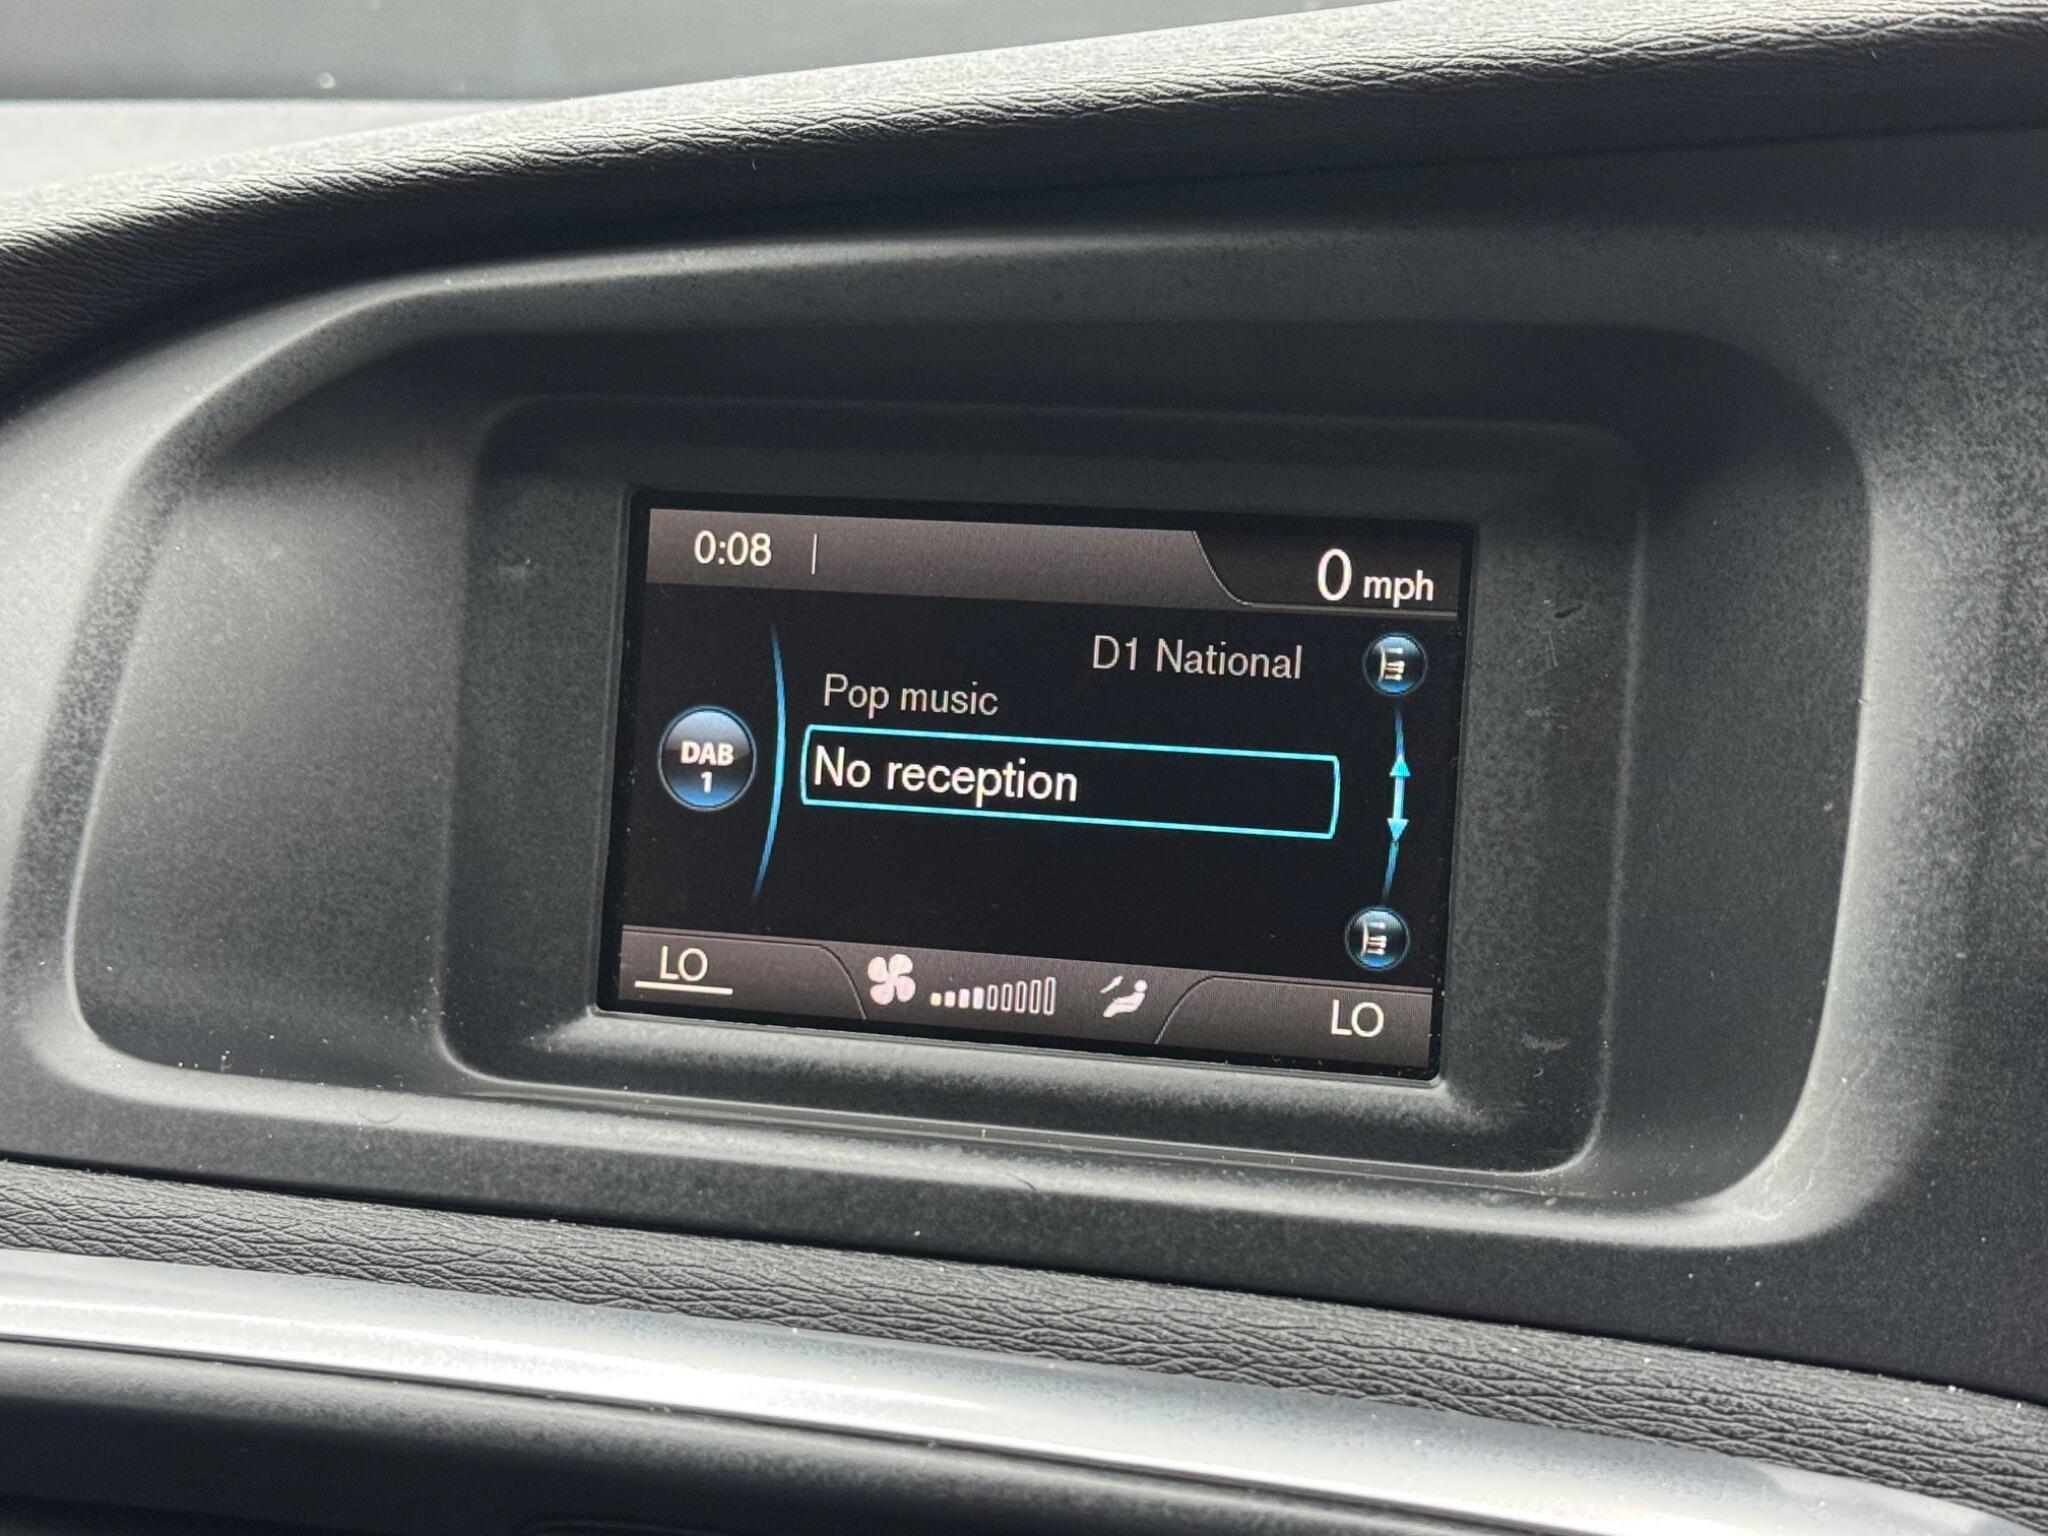 0:08
0 mph
D1 National
Pop music
DAB
1
No reception
LO
LO